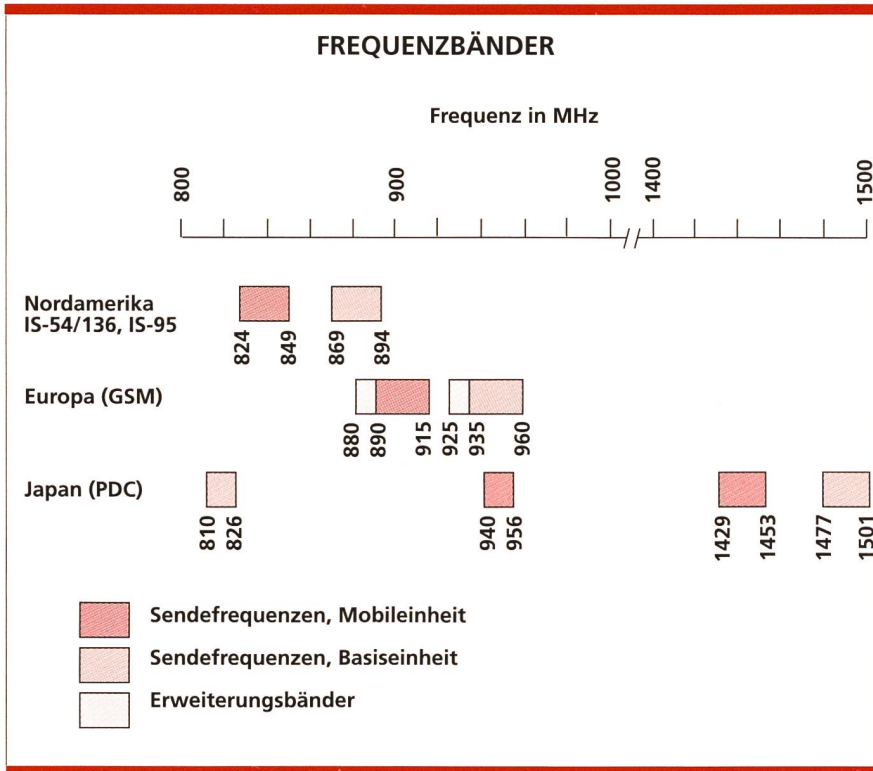 FREQUENZBÄNDER
Frequenz in MHz
800 900 1000 1400 1500
Nordamerika
IS-54/136, IS-95
824 849 869 894
Europa (GSM)
880 890 915 925 935 960
Japan (PDC)
810 826 940 956 1429 1453 1477 1501
Sendefrequenzen, Mobileinheit
Sendefrequenzen, Basiseinheit
Erweiterungsbänder